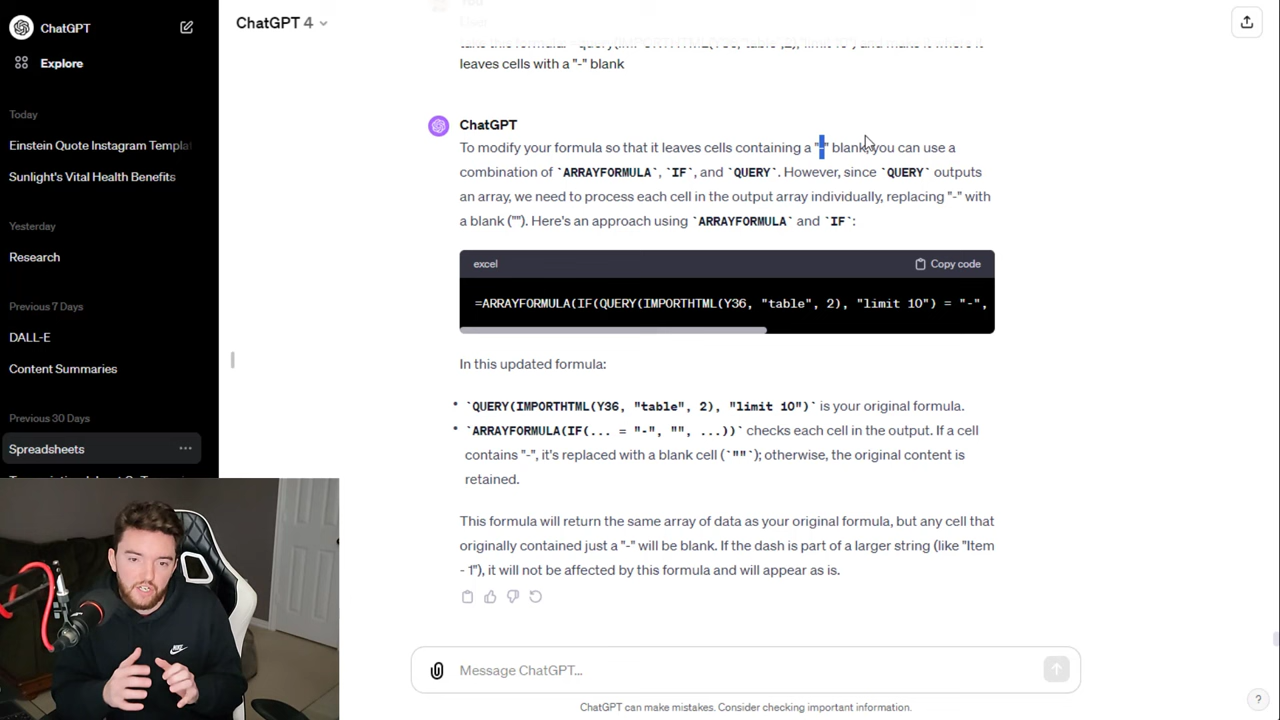 ChatGPT
Explore
Today
Einstein Quote Instagram Templa
Sunlight's Vital Health Benefits
Yesterday
Research
Previous 7 Days
DALL-E
Content Summaries
Previous 30 Days
Spreadsheets
ChatGPT 4
You
leaves cells with a "-" blank
ChatGPT
To modify your formula so that it leaves cells containing a "-" blank, you can use a
combination of `ARRAYFORMULA`, `IF`, and `QUERY`. However, since `QUERY` outputs
an array, we need to process each cell in the output array individually, replacing "-" with
a blank (""). Here's an approach using `ARRAYFORMULA` and `IF`:
excel
Copy code
=ARRAYFORMULA(IF(QUERY(IMPORTHTML(Y36, "table", 2), "limit 10") = "-",
In this updated formula:
• `QUERY(IMPORTHTML(Y36, "table", 2), "limit 10")` is your original formula.
• `ARRAYFORMULA(IF(... = "-", "", ...))` checks each cell in the output. If a cell
contains "-", it's replaced with a blank cell (`""`); otherwise, the original content is
retained.
This formula will return the same array of data as your original formula, but any cell that
originally contained just a "-" will be blank. If the dash is part of a larger string (like "Item
- 1"), it will not be affected by this formula and will appear as is.
Message ChatGPT...
ChatGPT can make mistakes. Consider checking important information.
?
NIKE